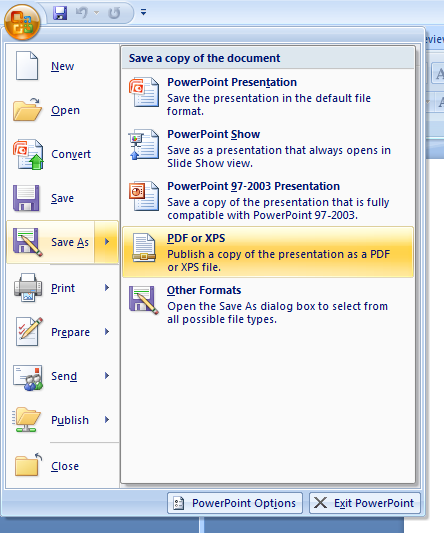 Save a copy of the document
New
Open
Convert
Save
Save As
Print
Prepare
Send
Publish
Close
PowerPoint Presentation
Save the presentation in the default file
format.
PowerPoint Show
Save as a presentation that always opens in
Slide Show view.
PowerPoint 97-2003 Presentation
Save a copy of the presentation that is fully
compatible with PowerPoint 97-2003.
PDF or XPS
Publish a copy of the presentation as a PDF
or XPS file.
Other Formats
Open the Save As dialog box to select from
all possible file types.
PowerPoint Options
Exit PowerPoint